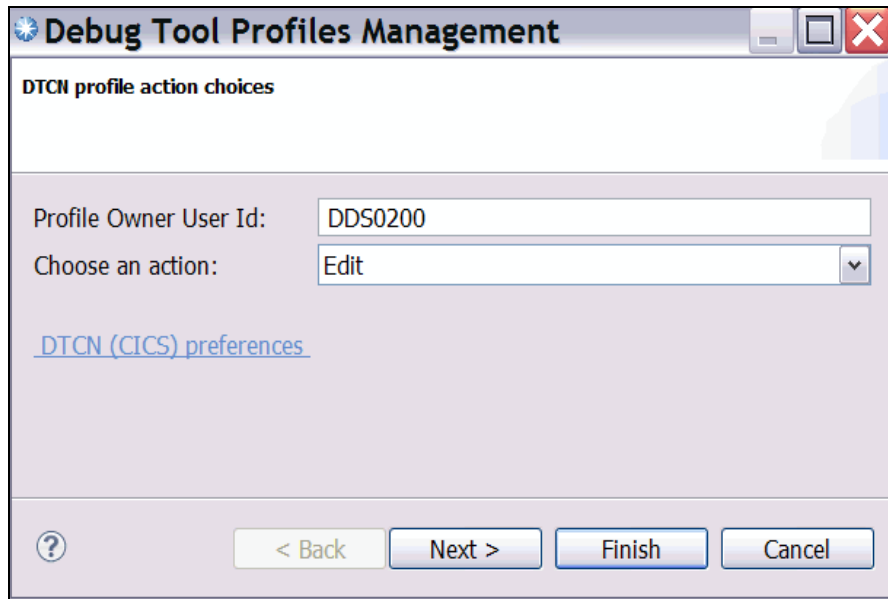 Debug Tool Profiles Management
DTCN profile action choices
Profile Owner User Id: DDS0200
Choose an action: Edit
DTCN (CICS) preferences
? < Back Next > Finish Cancel